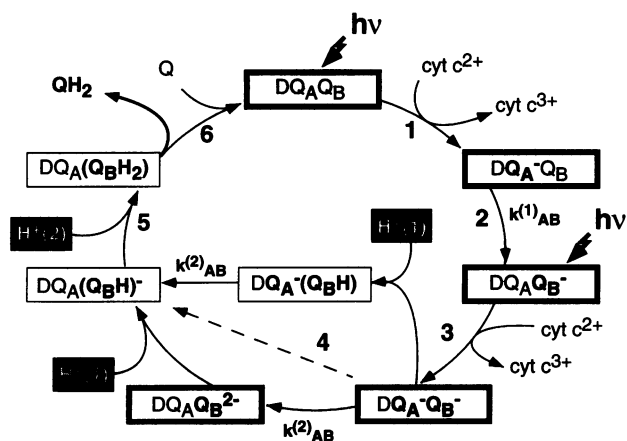 hν
Q
cyt c2+
QH2
DQAQB
cyt c3+
6
1
DQA(QBH2)
DQA-QB
5
2
k(1)AB
hν
H+(2)
H+(1)
k(2)AB
DQA(QBH)-
DQA-(QBH)
DQAQB-
3
cyt c2+
4
cyt c3+
DQAQB2-
DQA-QB-
k(2)AB